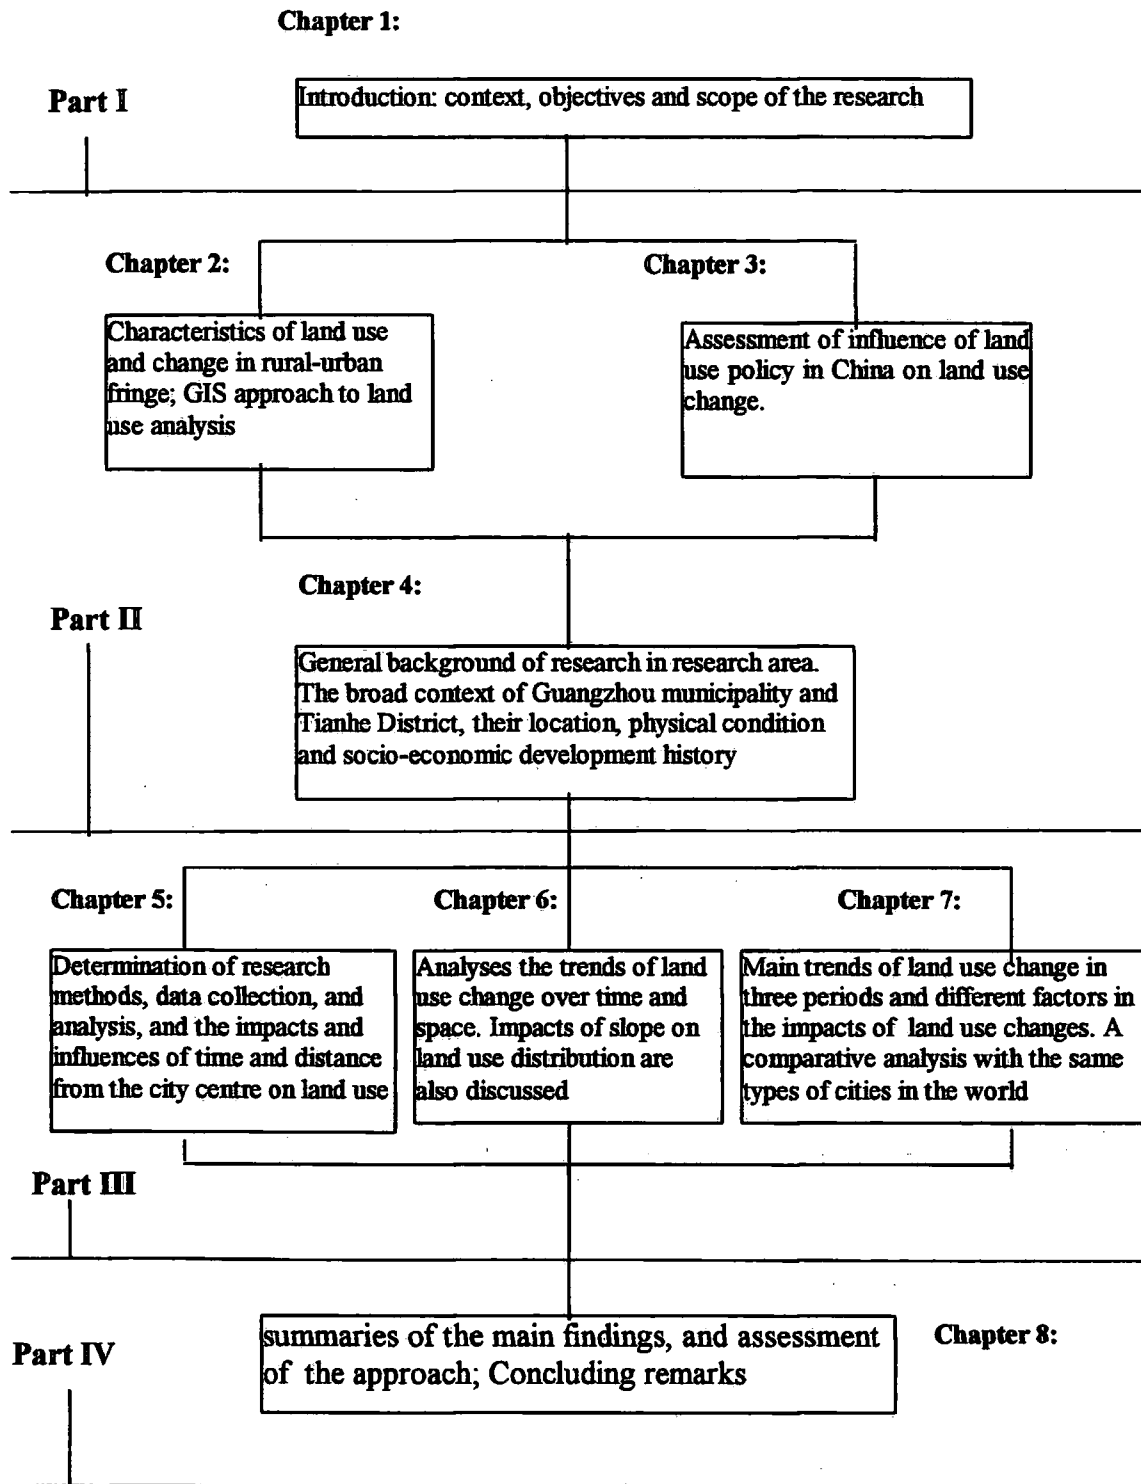 Chapter 1:
Part I
Introduction: context, objectives and scope of the research
Chapter 2:
Chapter 3:
Characteristics of land use
and change in rural-urban
fringe; GIS approach to land
use analysis
Assessment of influence of land
use policy in China on land use
change.
Chapter 4:
Part II
General background of research in research area.
The broad context of Guangzhou municipality and
Tianhe District, their location, physical condition
and socio-economic development history
Chapter 5:
Chapter 6:
Chapter 7:
Determination of research
methods, data collection, and
analysis, and the impacts and
influences of time and distance
from the city centre on land use
Analyses the trends of land
use change over time and
space. Impacts of slope on
land use distribution are
also discussed
Main trends of land use change in
three periods and different factors in
the impacts of land use changes. A
comparative analysis with the same
types of cities in the world
Part III
summaries of the main findings, and assessment
of the approach; Concluding remarks
Chapter 8:
Part IV